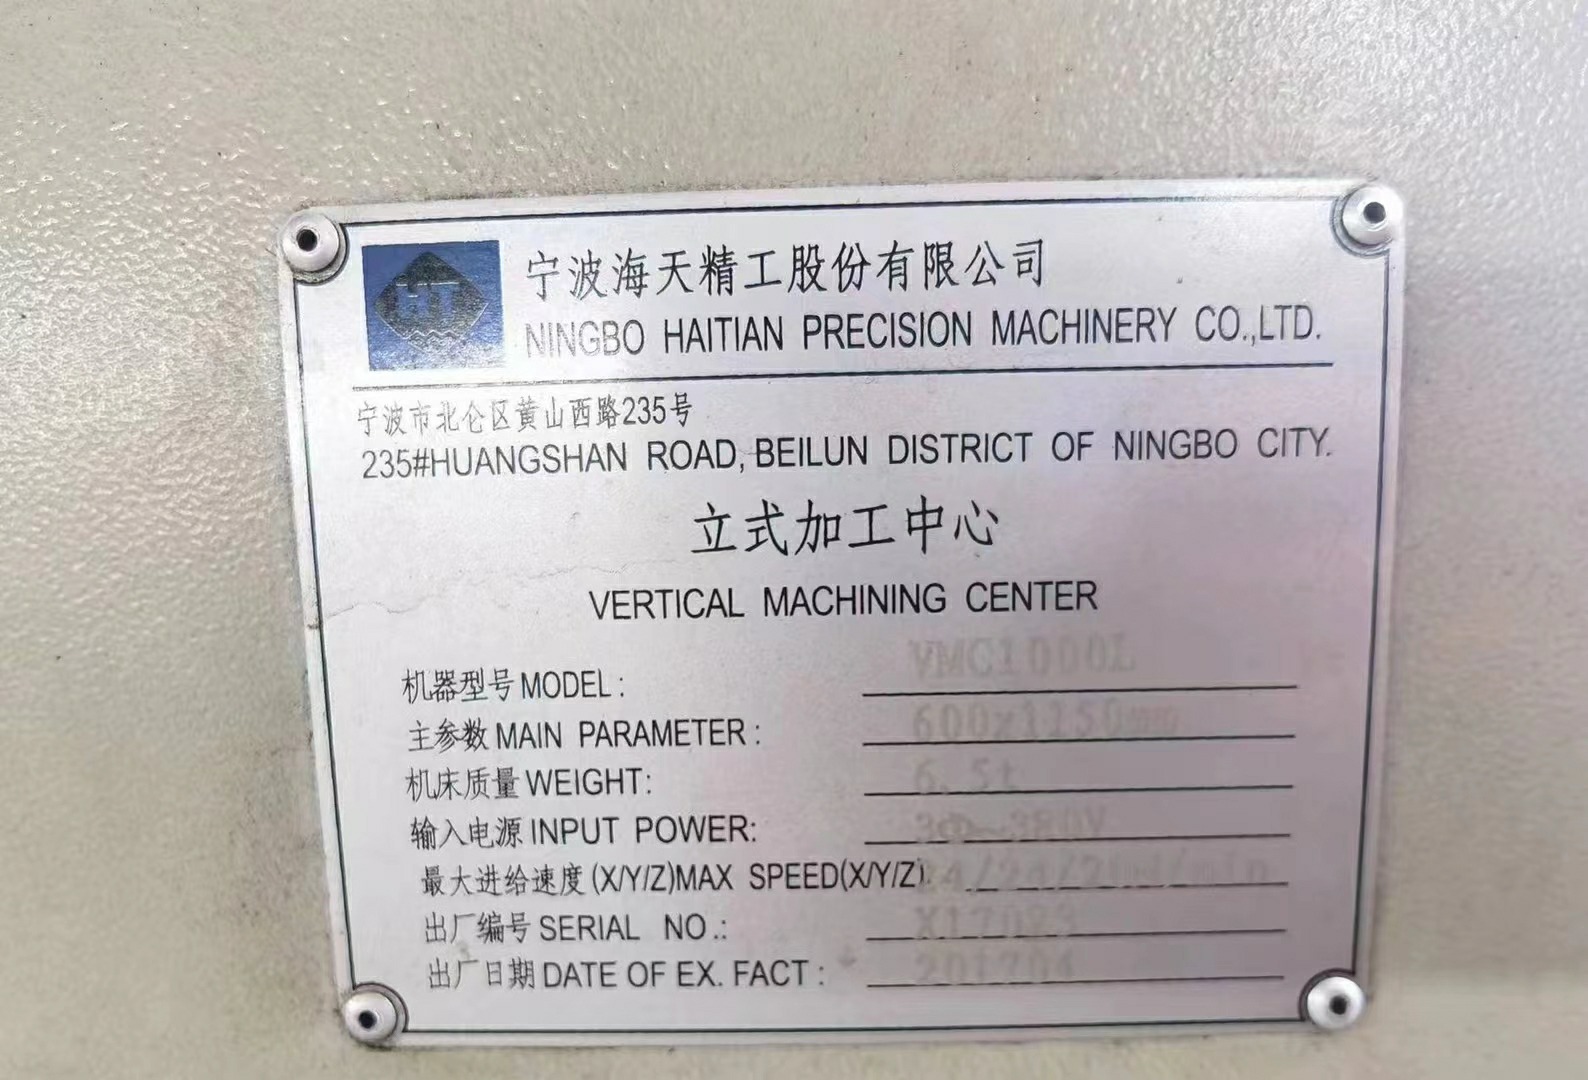 HT
宁波海天精工股份有限公司
NINGBO HAITIAN PRECISION MACHINERY CO.,LTD.
宁波市北仑区黄山西路235号
235#HUANGSHAN ROAD, BEILUN DISTRICT OF NINGBO CITY.
立式加工中心
VERTICAL MACHINING CENTER
机器型号 MODEL: VMC1000L
主参数 MAIN PARAMETER: 600x1150mm
机床质量 WEIGHT: 6.5t
输入电源 INPUT POWER: 3Φ~380V
最大进给速度 (X/Y/Z)MAX SPEED(X/Y/Z):
出厂编号 SERIAL NO.:
出厂日期 DATE OF EX. FACT: 201704